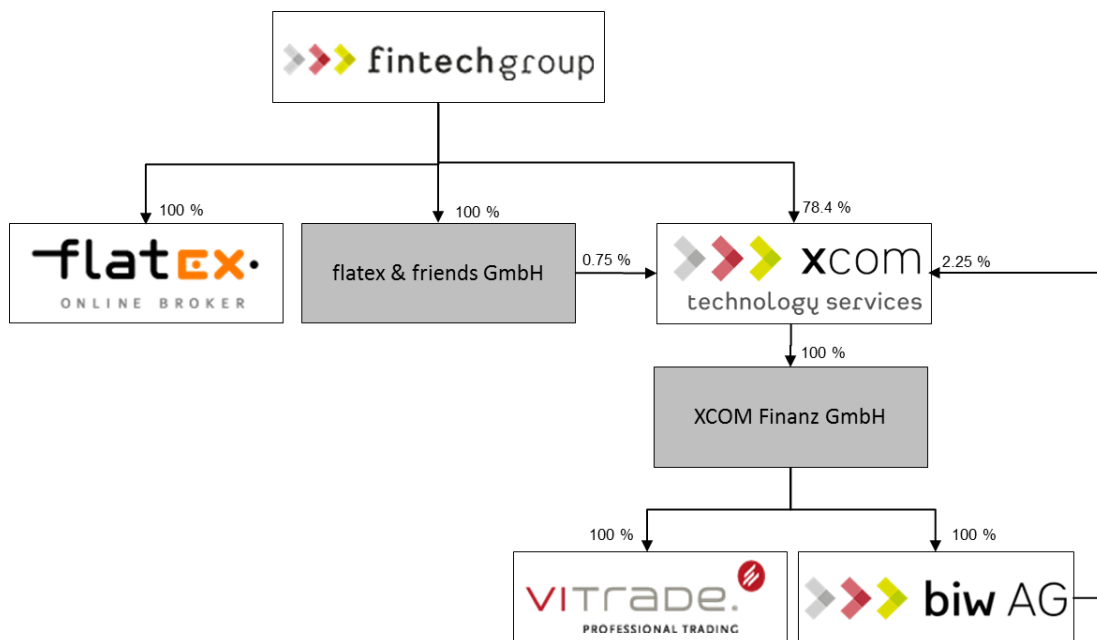 fintechgroup
100 %
100 %
78.4 %
flatex
ONLINE BROKER
flatex & friends GmbH
0.75 %
xcom
technology services
2.25 %
100 %
XCOM Finanz GmbH
100 %
100 %
VITRADE.
PROFESSIONAL TRADING
biw AG